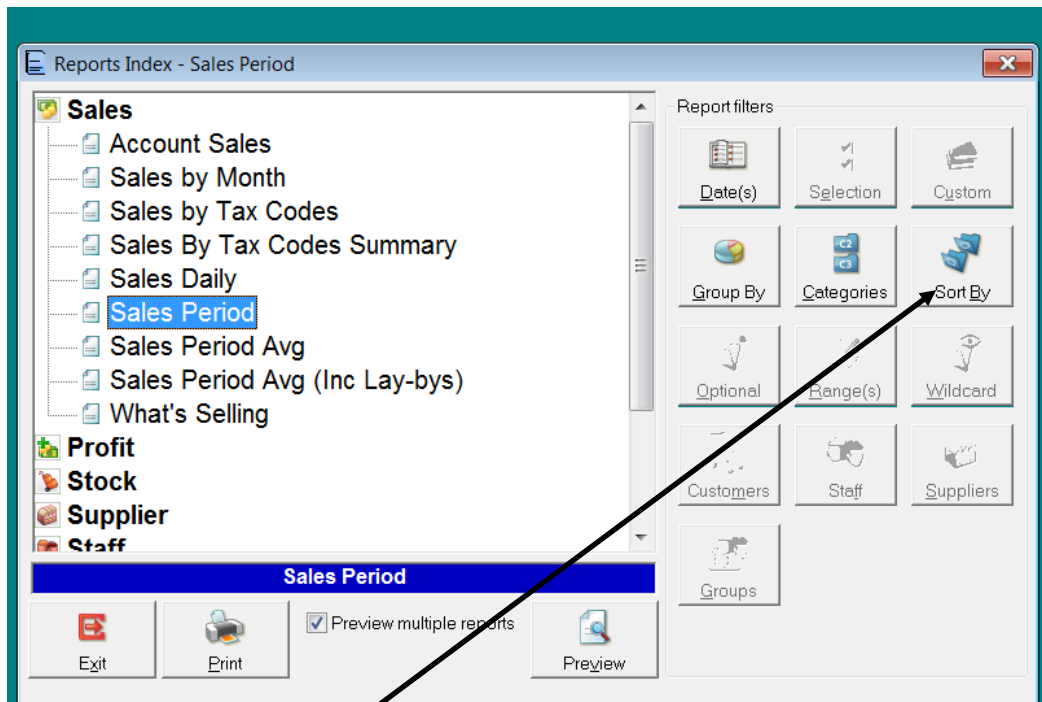 Reports Index - Sales Period
Sales
Account Sales
Sales by Month
Sales by Tax Codes
Sales By Tax Codes Summary
Sales Daily
Sales Period
Sales Period Avg
Sales Period Avg (Inc Lay-bys)
What's Selling
Profit
Stock
Supplier
Staff
Sales Period
Exit
Print
Preview multiple reports
Preview
Report filters
Date(s)
Selection
Custom
Group By
C2
C3
Categories
Sort By
Optional
Range(s)
Wildcard
Customers
Staff
Suppliers
Groups